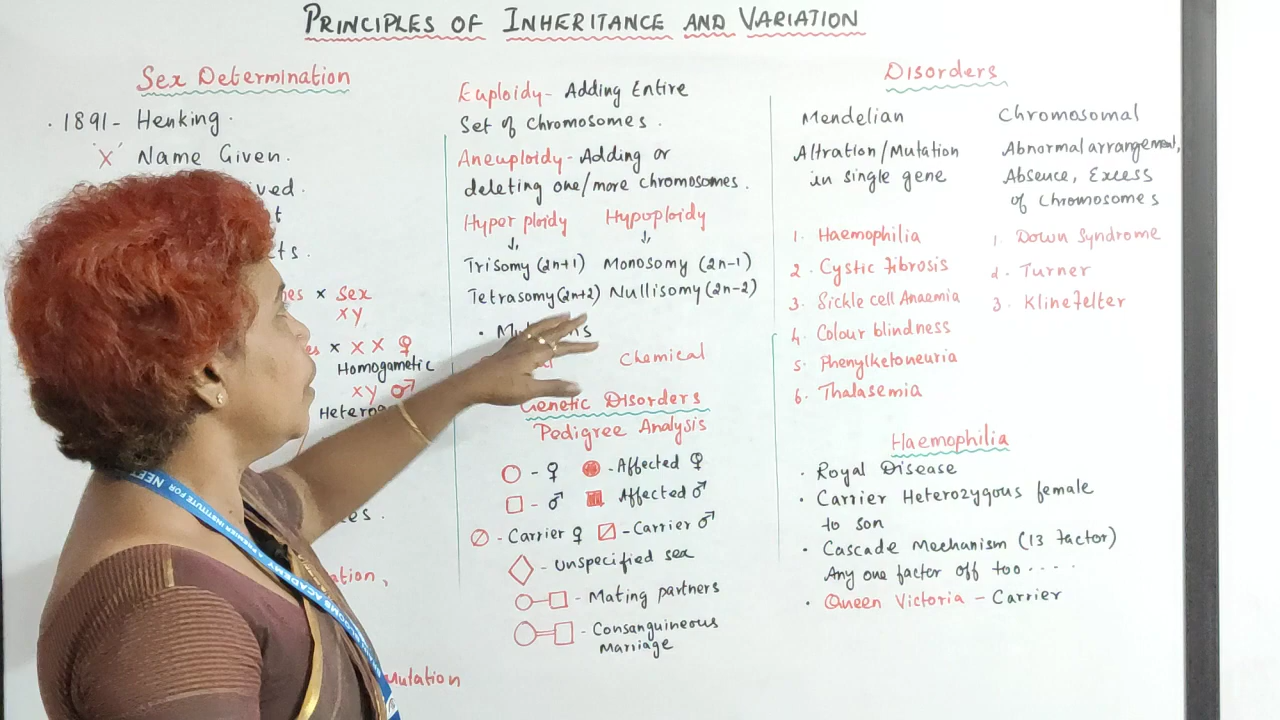 PRINCIPLES OF INHERITANCE AND VARIATION
Sex Determination
· 1891 - Henking.
'X' Name Given.
× Sex
XY
× X X ♀
Homogametic
XY ♂
Euploidy - Adding Entire
Set of Chromosomes.
Aneuploidy - Adding or
deleting one/more chromosomes.
Hyper ploidy Hypoploidy
↓ ↓
Trisomy (2n+1) Monosomy (2n-1)
Tetrasomy (2n+2) Nullisomy (2n-2)
Chemical
Genetic Disorders
Pedigree Analysis
- ♀ - Affected ♀
- ♂ Affected ♂
- Carrier ♀ - Carrier ♂
- Unspecified sea
- Mating partners
- Consanguineous
Marriage
Mutation
Disorders
Mendelian
Altration/Mutation
in single gene
1. Haemophilia
2. Cystic fibrosis
3. Sickle cell Anaemia
4. Colour blindness
5. Phenylketoneuria
6. Thalasemia
Chromosomal
Abnormal arrangement,
Absence, Excess
of Chromosomes
1. Down Syndrome
2. Turner
3. Klinefelter
Haemophilia
· Royal Disease
· Carrier Heterozygous female
to son
· Cascade Mechanism (13 factor)
Any one factor off too ....
· Queen Victoria - Carrier